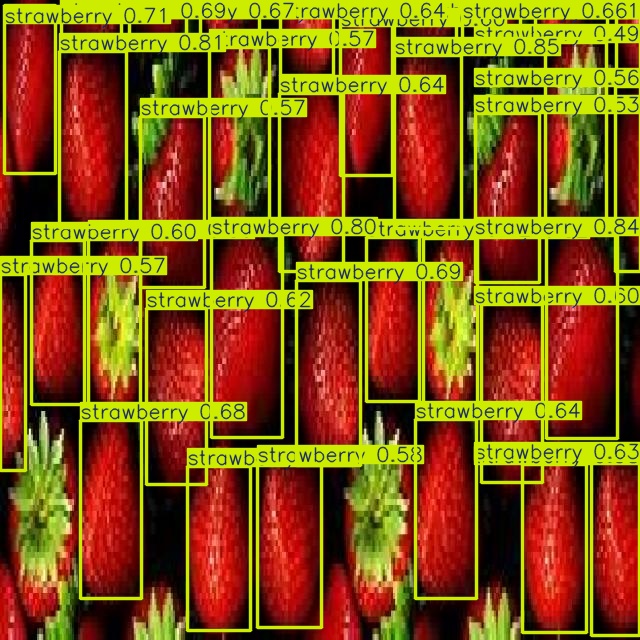 strawberry 0.71
0.69
0.67
rawberry 0.64
strawberry 0.661
strawberry 0.81
rawberry 0.57
strawberry 0.85
0.49
strawberry 0.56
strawberry 0.64
strawberry 0.57
strawberry 0.53
strawberry 0.60
strawberry 0.80
strawberry
strawberry 0.84
strawberry 0.57
strawberry 0.69
strawberry 0.62
strawberry 0.60
strawberry 0.68
strawberry 0.64
strawb
strawberry 0.58
strawberry 0.63